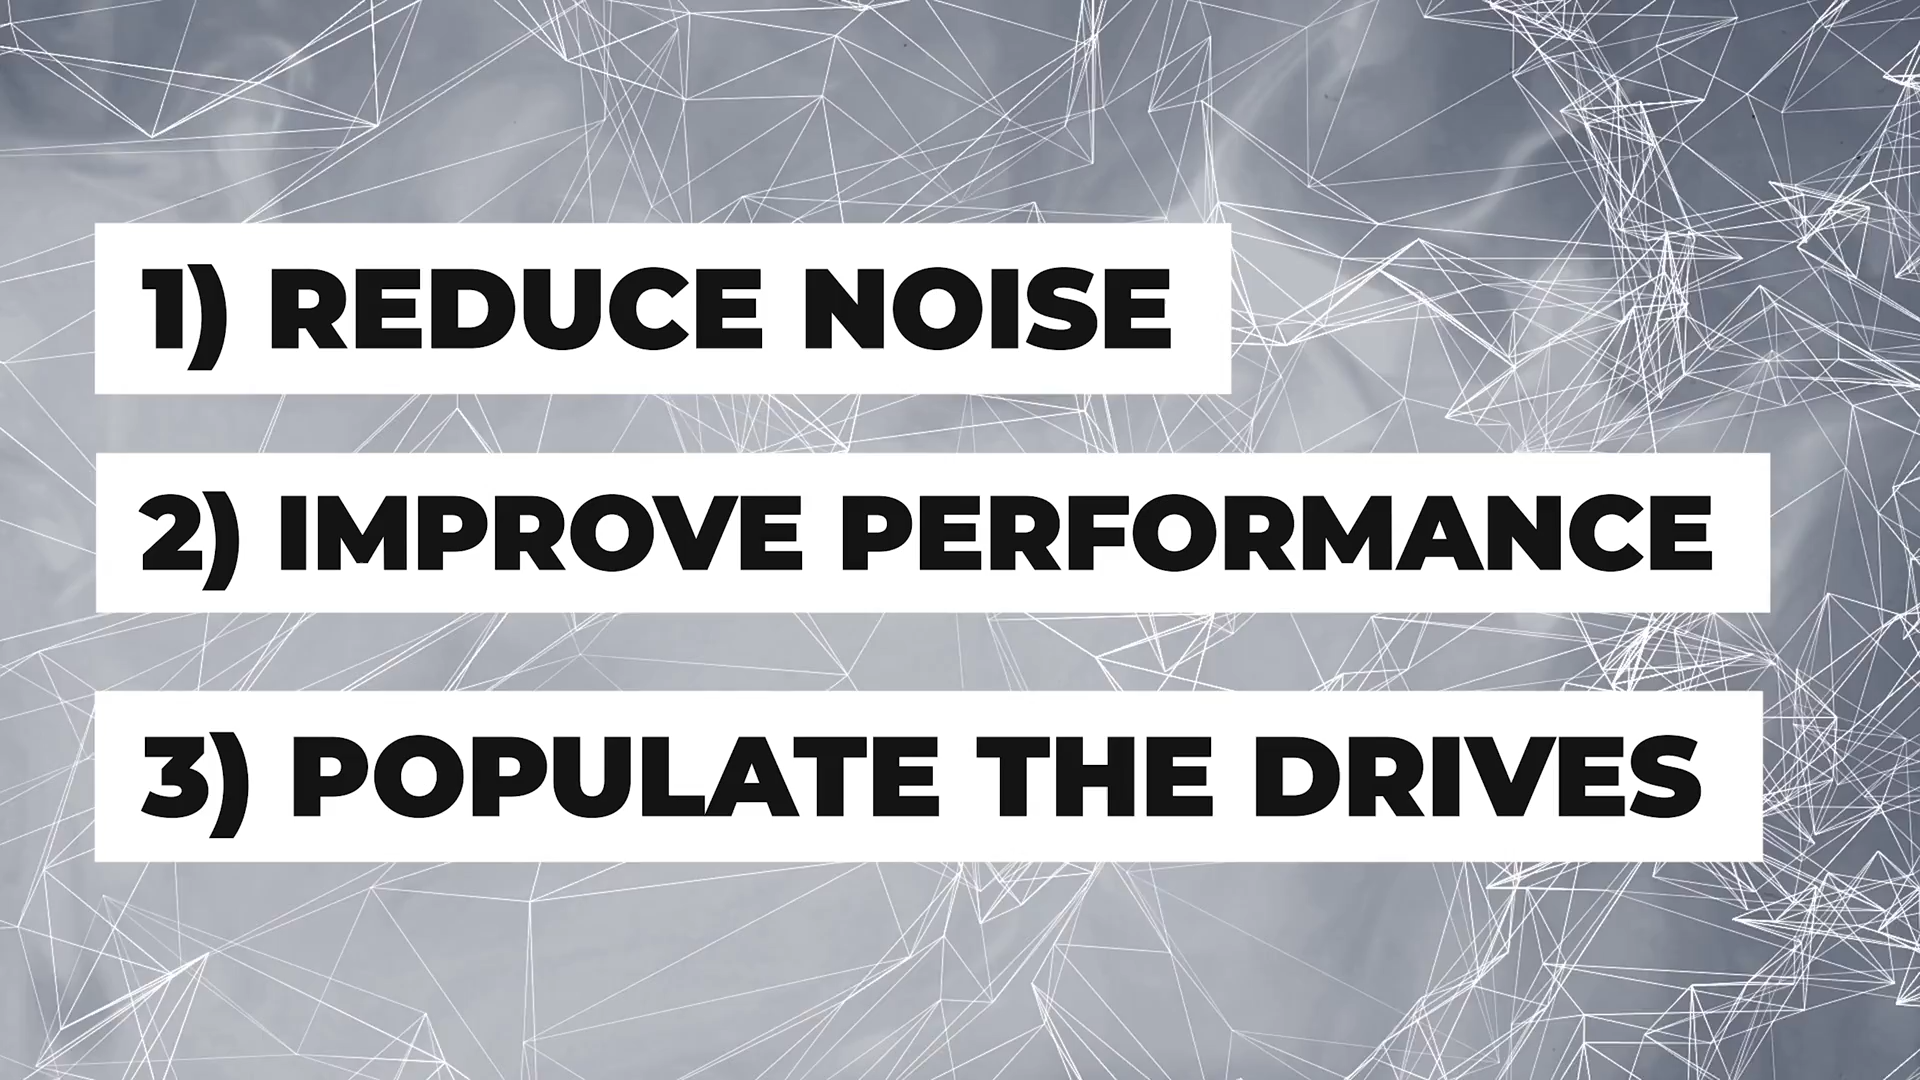 1) REDUCE NOISE
2) IMPROVE PERFORMANCE
3) POPULATE THE DRIVES